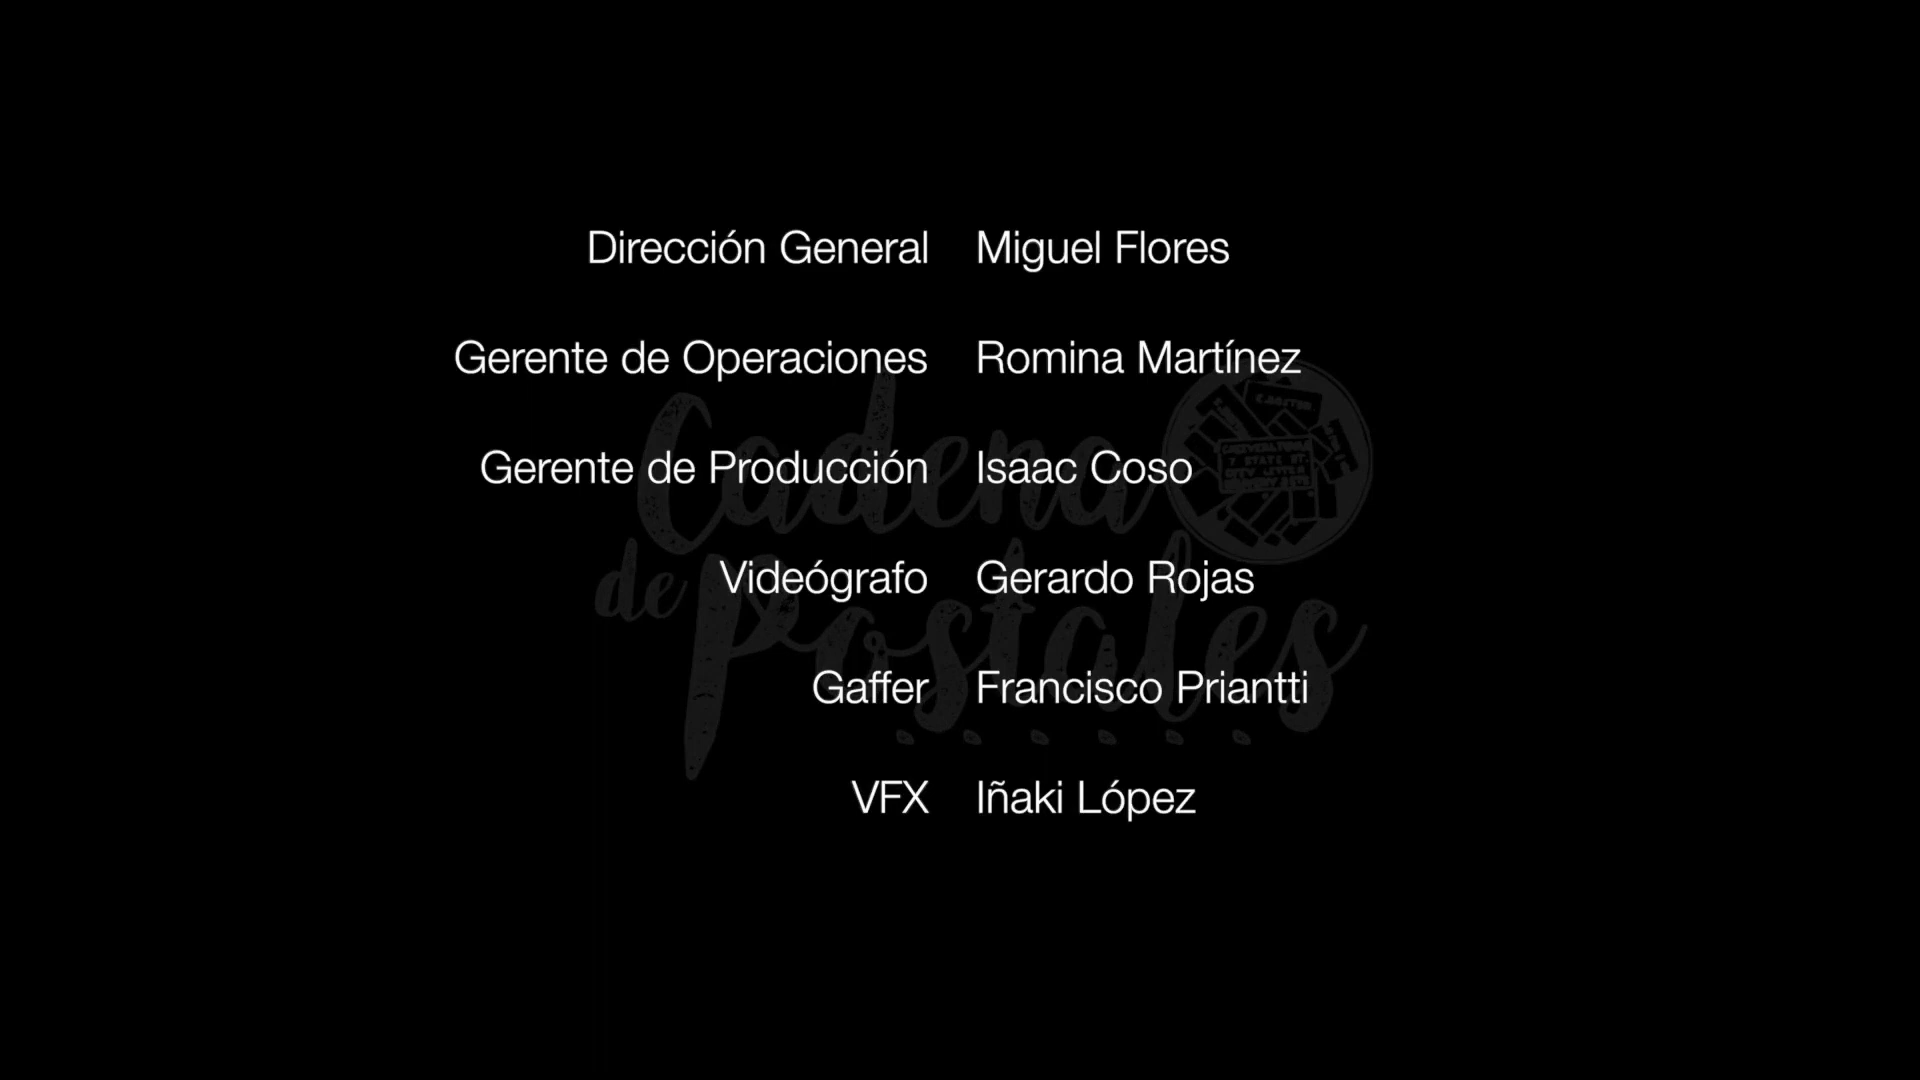 Dirección General Miguel Flores
Gerente de Operaciones Romina Martínez
Gerente de Producción Isaac Coso
Videógrafo Gerardo Rojas
Gaffer Francisco Priantti
VFX Iñaki López
Cadena
de Postales